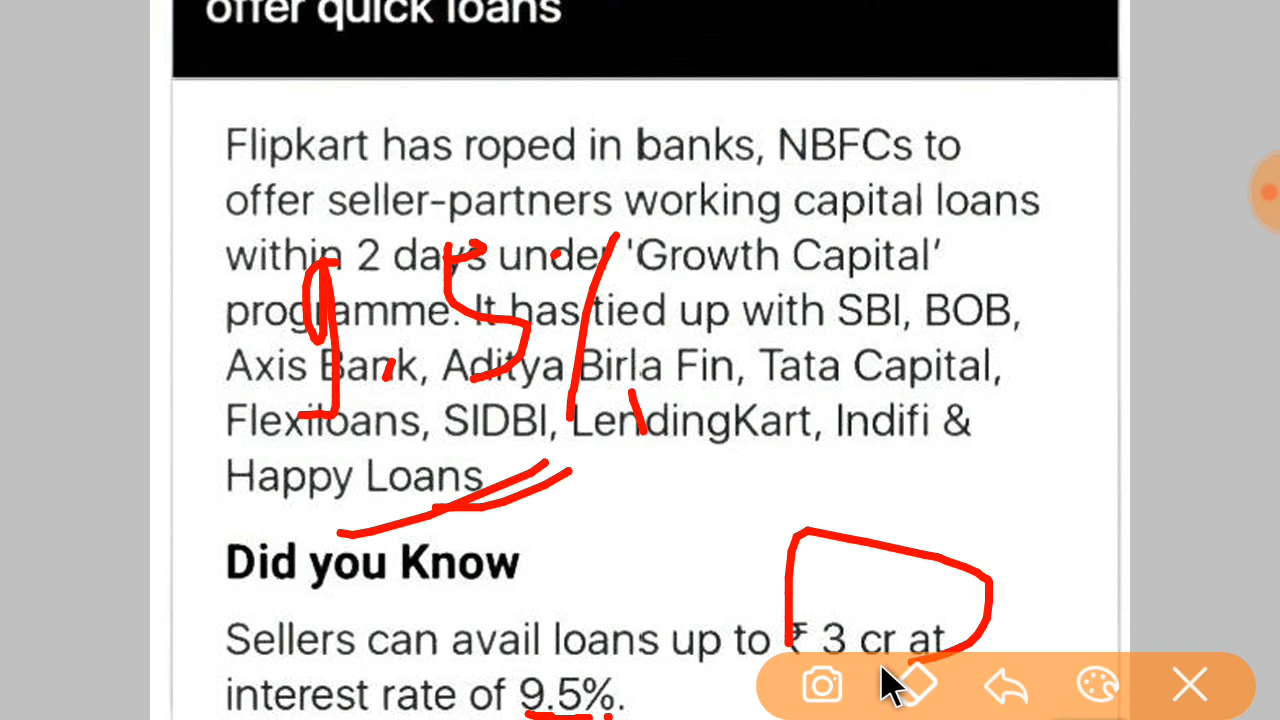 offer quick loans
Flipkart has roped in banks, NBFCs to
offer seller-partners working capital loans
within 2 days under 'Growth Capital'
programme. It has tied up with SBI, BOB,
Axis Bank, Aditya Birla Fin, Tata Capital,
Flexiloans, SIDBI, LendingKart, Indifi &
Happy Loans
9.5%
Did you Know
Sellers can avail loans up to ₹ 3 cr at
interest rate of 9.5%.